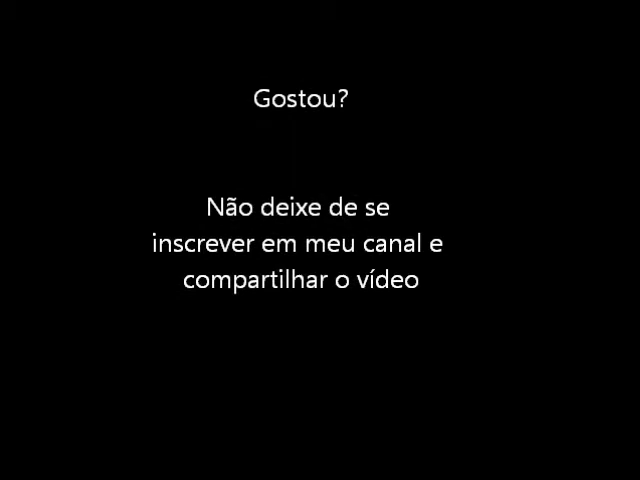 Gostou?
Não deixe de se
inscrever em meu canal e
compartilhar o vídeo